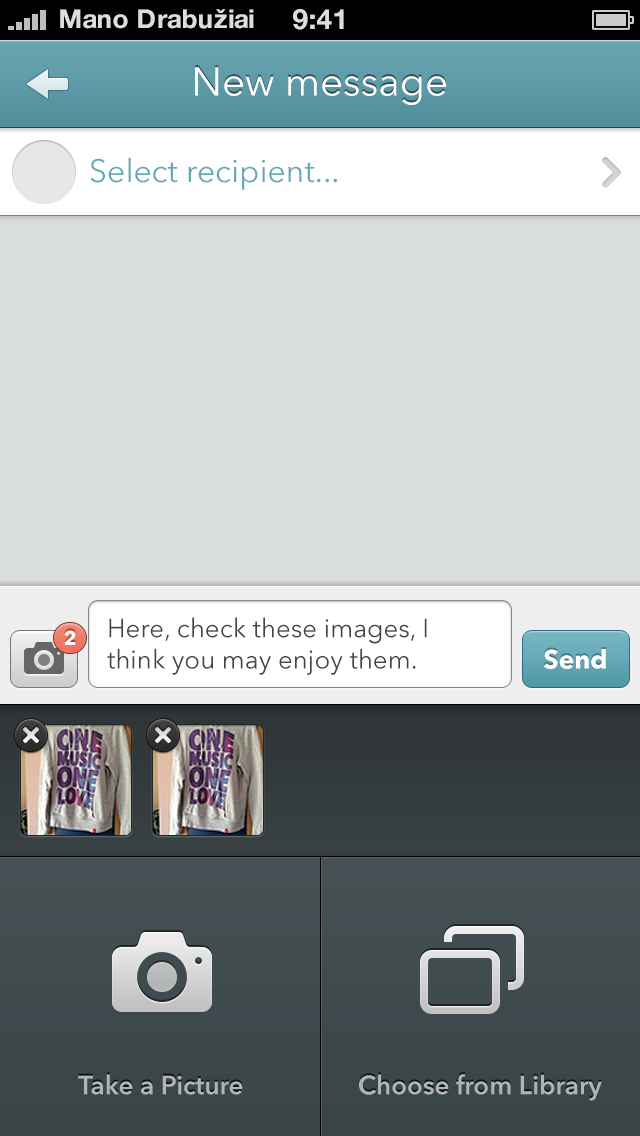 Mano Drabužiai 9:41
New message
Select recipient...
2
Here, check these images, I
think you may enjoy them.
Send
ONE ONE
MUSIC MUSIC
ONE ONE
LOVE LOVE
Take a Picture Choose from Library